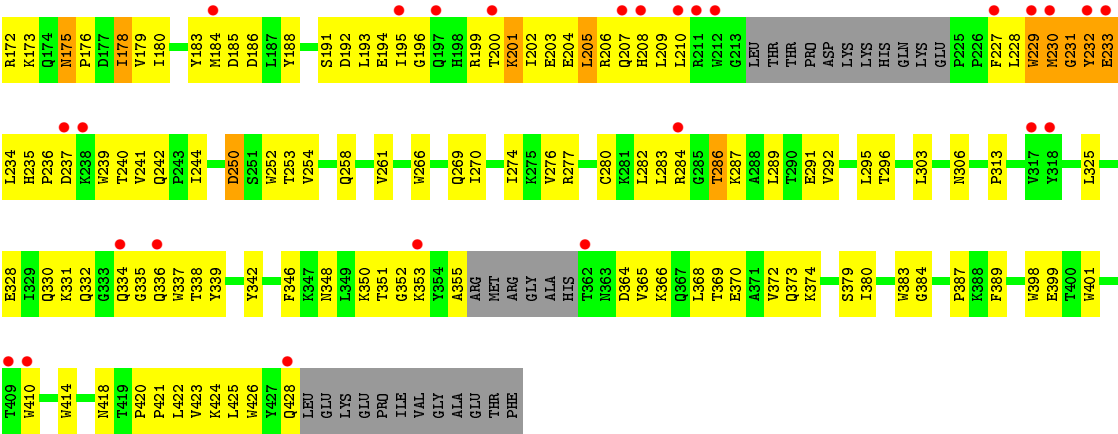 R172 K173 Q174 N175 P176 D177 I178 V179 I180 Y183 M184 D185 D186 L187 Y188 S191 D192 L193 E194 I195 G196 Q197 H198 R199 T200 K201 I202 E203 E204 L205 R206 Q207 H208 L209 L210 R211 W212 G213 LEU THR THR PRO ASP LYS LYS HIS GLN LYS GLU P225 P226 F227 L228 W229 M230 G231 Y232 E233
L234 H235 P236 D237 K238 W239 T240 V241 Q242 P243 I244 D250 S251 W252 T253 V254 Q258 V261 W266 Q269 I270 I274 K275 V276 R277 C280 K281 L282 L283 R284 G285 T286 K287 A288 L289 T290 E291 V292 L295 T296 L303 N306 P313 V317 Y318 L325
E328 I329 Q330 K331 Q332 G333 Q334 G335 Q336 W337 T338 Y339 Y342 F346 K347 N348 L349 K350 T351 G352 K353 Y354 A355 ARG MET ARG GLY ALA HIS T362 N363 D364 V365 K366 Q367 L368 T369 E370 A371 V372 Q373 K374 S379 I380 W383 G384 P387 K388 F389 W398 E399 T400 W401
T409 W410 W414 N418 T419 P420 P421 L422 V423 K424 L425 W426 Y427 Q428 LEU GLU LYS GLU PRO ILE VAL GLY ALA GLU THR PHE